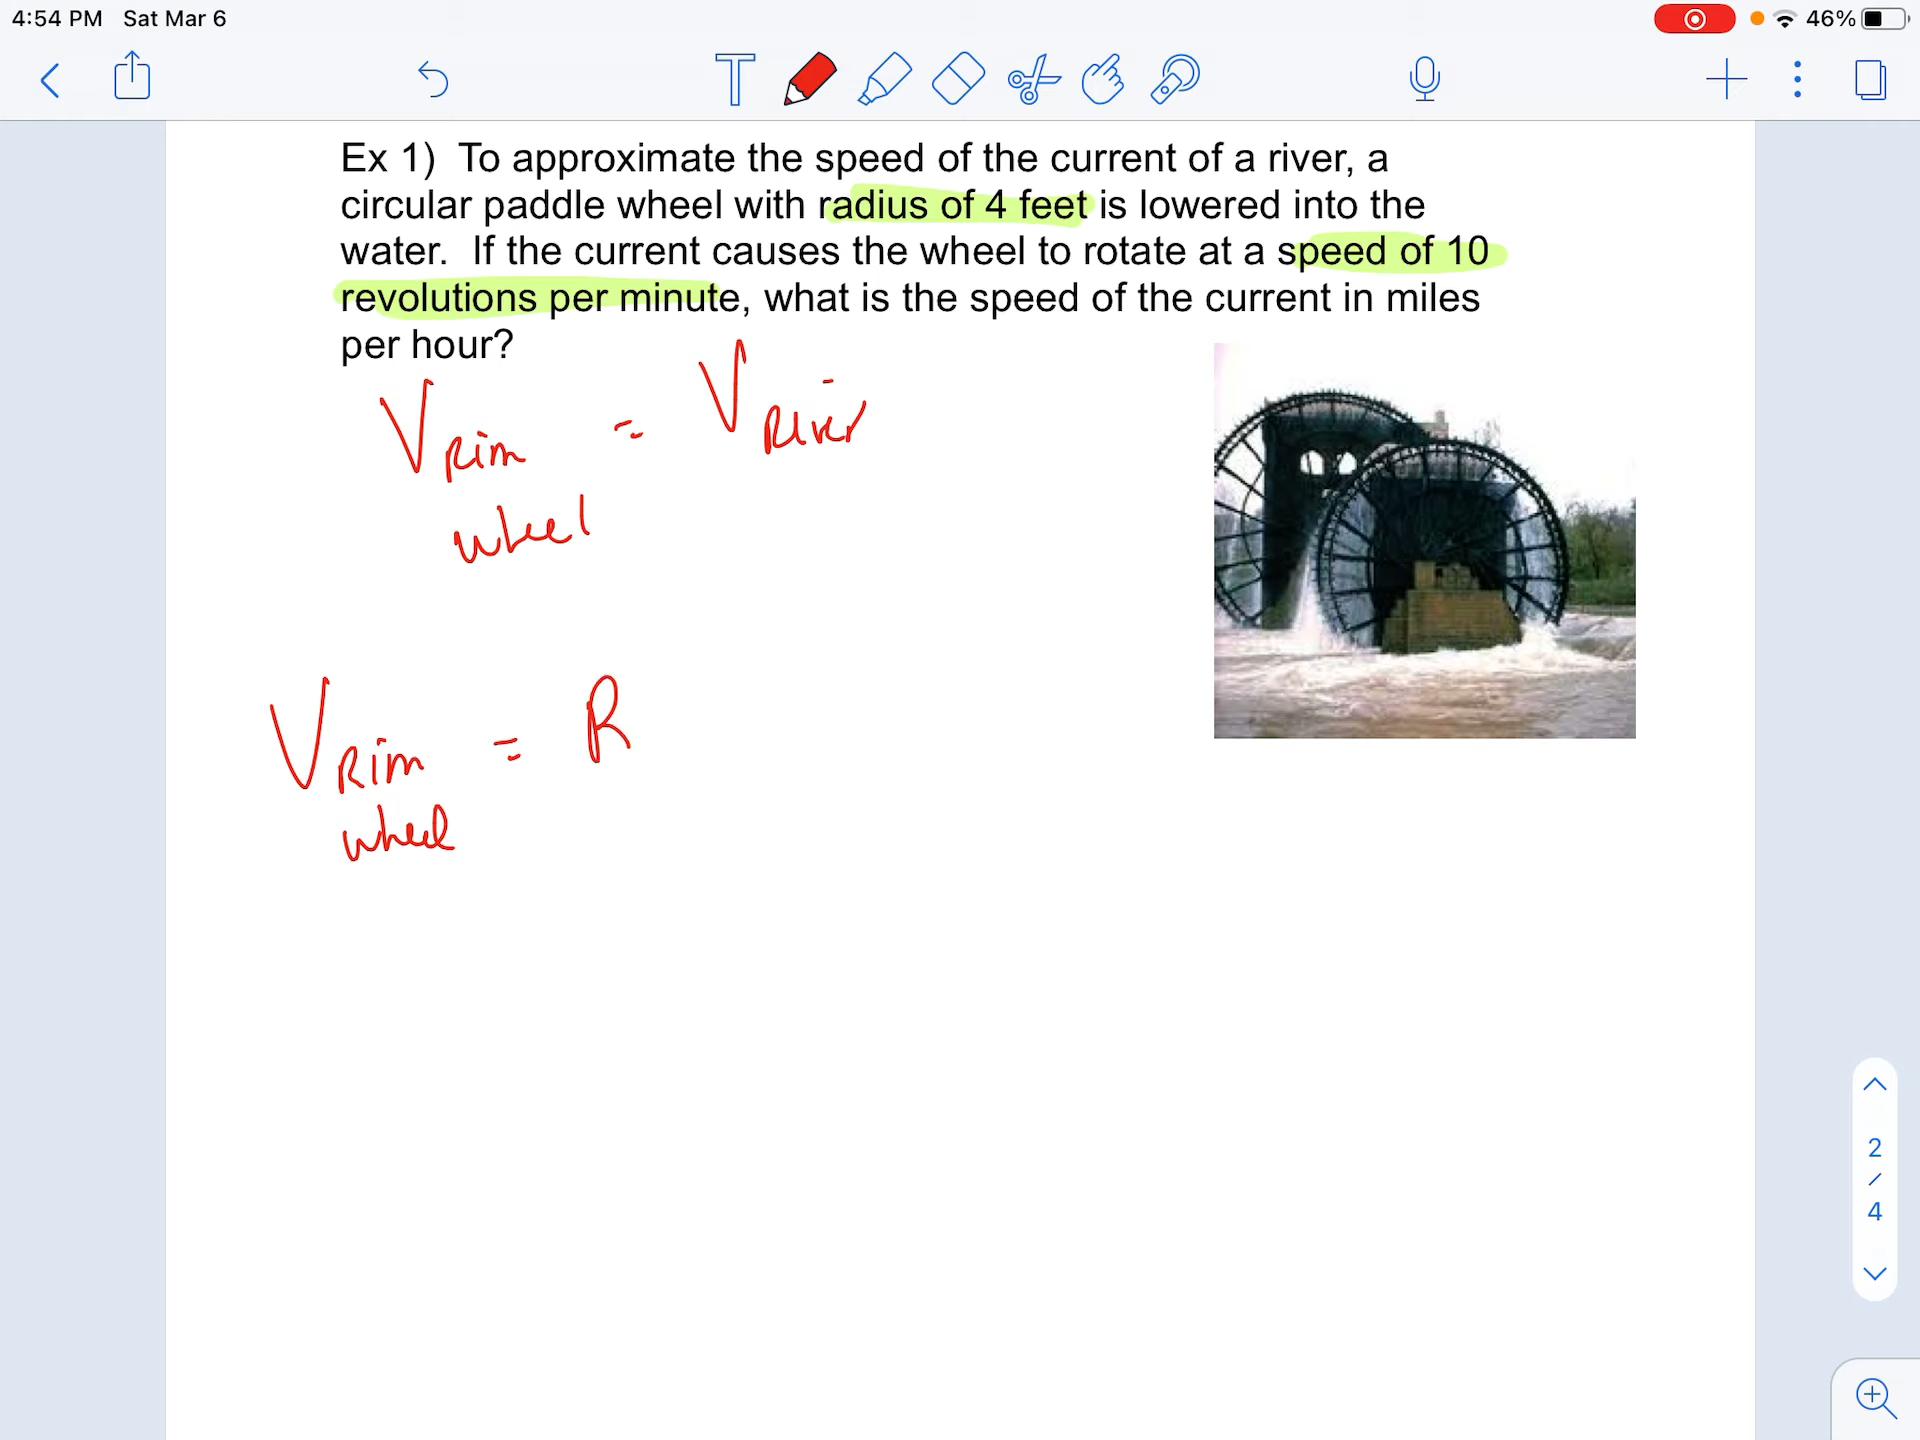 4:54 PM Sat Mar 6
46%
T
Ex 1) To approximate the speed of the current of a river, a
circular paddle wheel with radius of 4 feet is lowered into the
water. If the current causes the wheel to rotate at a speed of 10
revolutions per minute, what is the speed of the current in miles
per hour?
V Rim = V River
wheel
V Rim = R
wheel
2
/
4